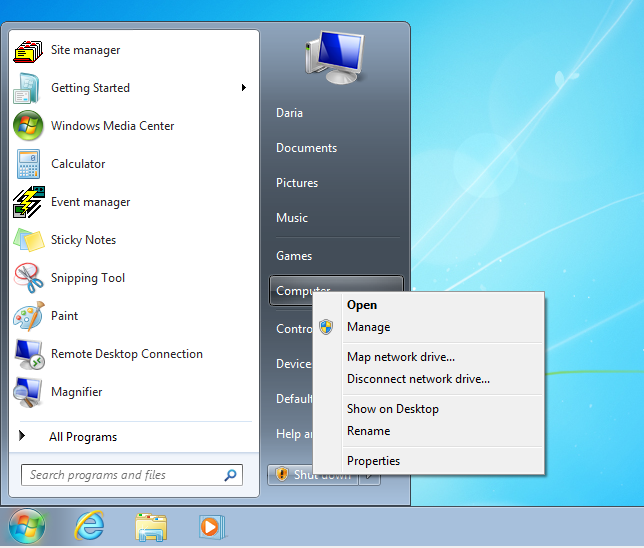 Site manager
Getting Started
Windows Media Center
Calculator
Event manager
Sticky Notes
Snipping Tool
Paint
Remote Desktop Connection
Magnifier
All Programs
Search programs and files
Daria
Documents
Pictures
Music
Games
Computer
Contro
Device
Defaul
Help a
Shut down
Open
Manage
Map network drive...
Disconnect network drive...
Show on Desktop
Rename
Properties